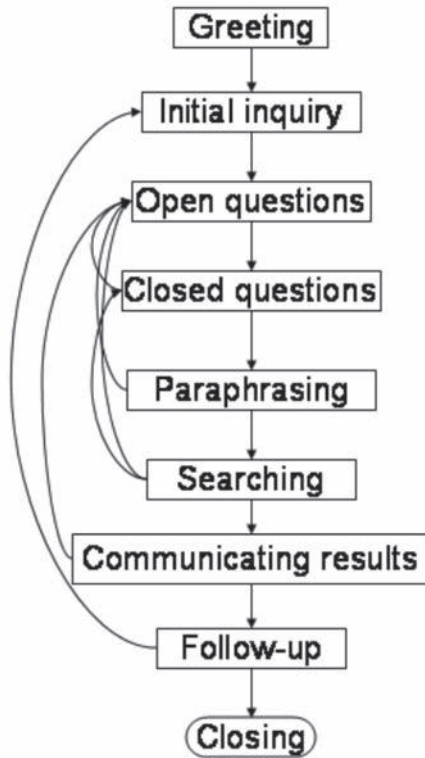 Greeting
Initial inquiry
Open questions
Closed questions
Paraphrasing
Searching
Communicating results
Follow-up
Closing